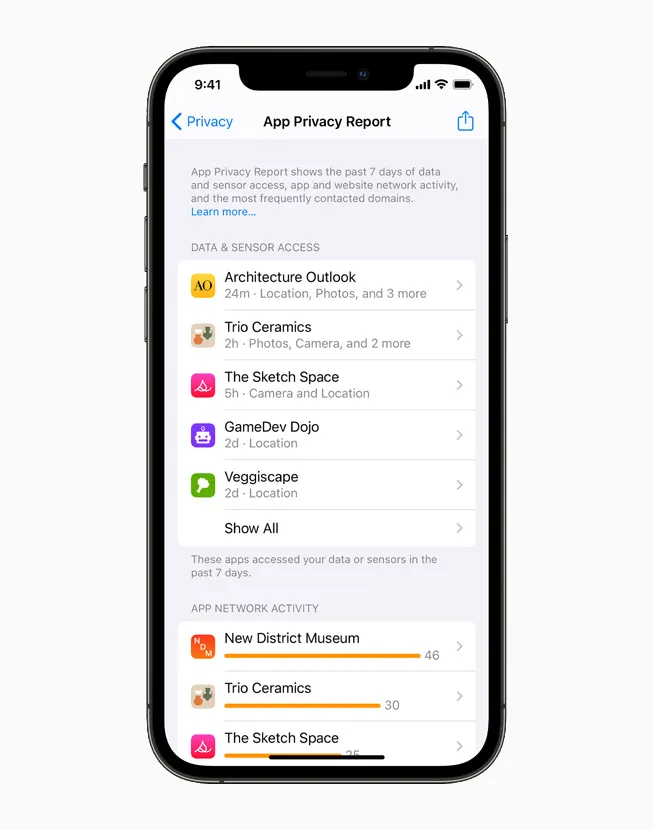 9:41
Privacy
App Privacy Report
App Privacy Report shows the past 7 days of data
and sensor access, app and website network activity,
and the most frequently contacted domains.
Learn more...
DATA & SENSOR ACCESS
AO
Architecture Outlook
24m · Location, Photos, and 3 more
Trio Ceramics
2h · Photos, Camera, and 2 more
The Sketch Space
5h · Camera and Location
GameDev Dojo
2d · Location
Veggiscape
2d · Location
Show All
These apps accessed your data or sensors in the
past 7 days.
APP NETWORK ACTIVITY
NDM
New District Museum
46
Trio Ceramics
30
The Sketch Space
25